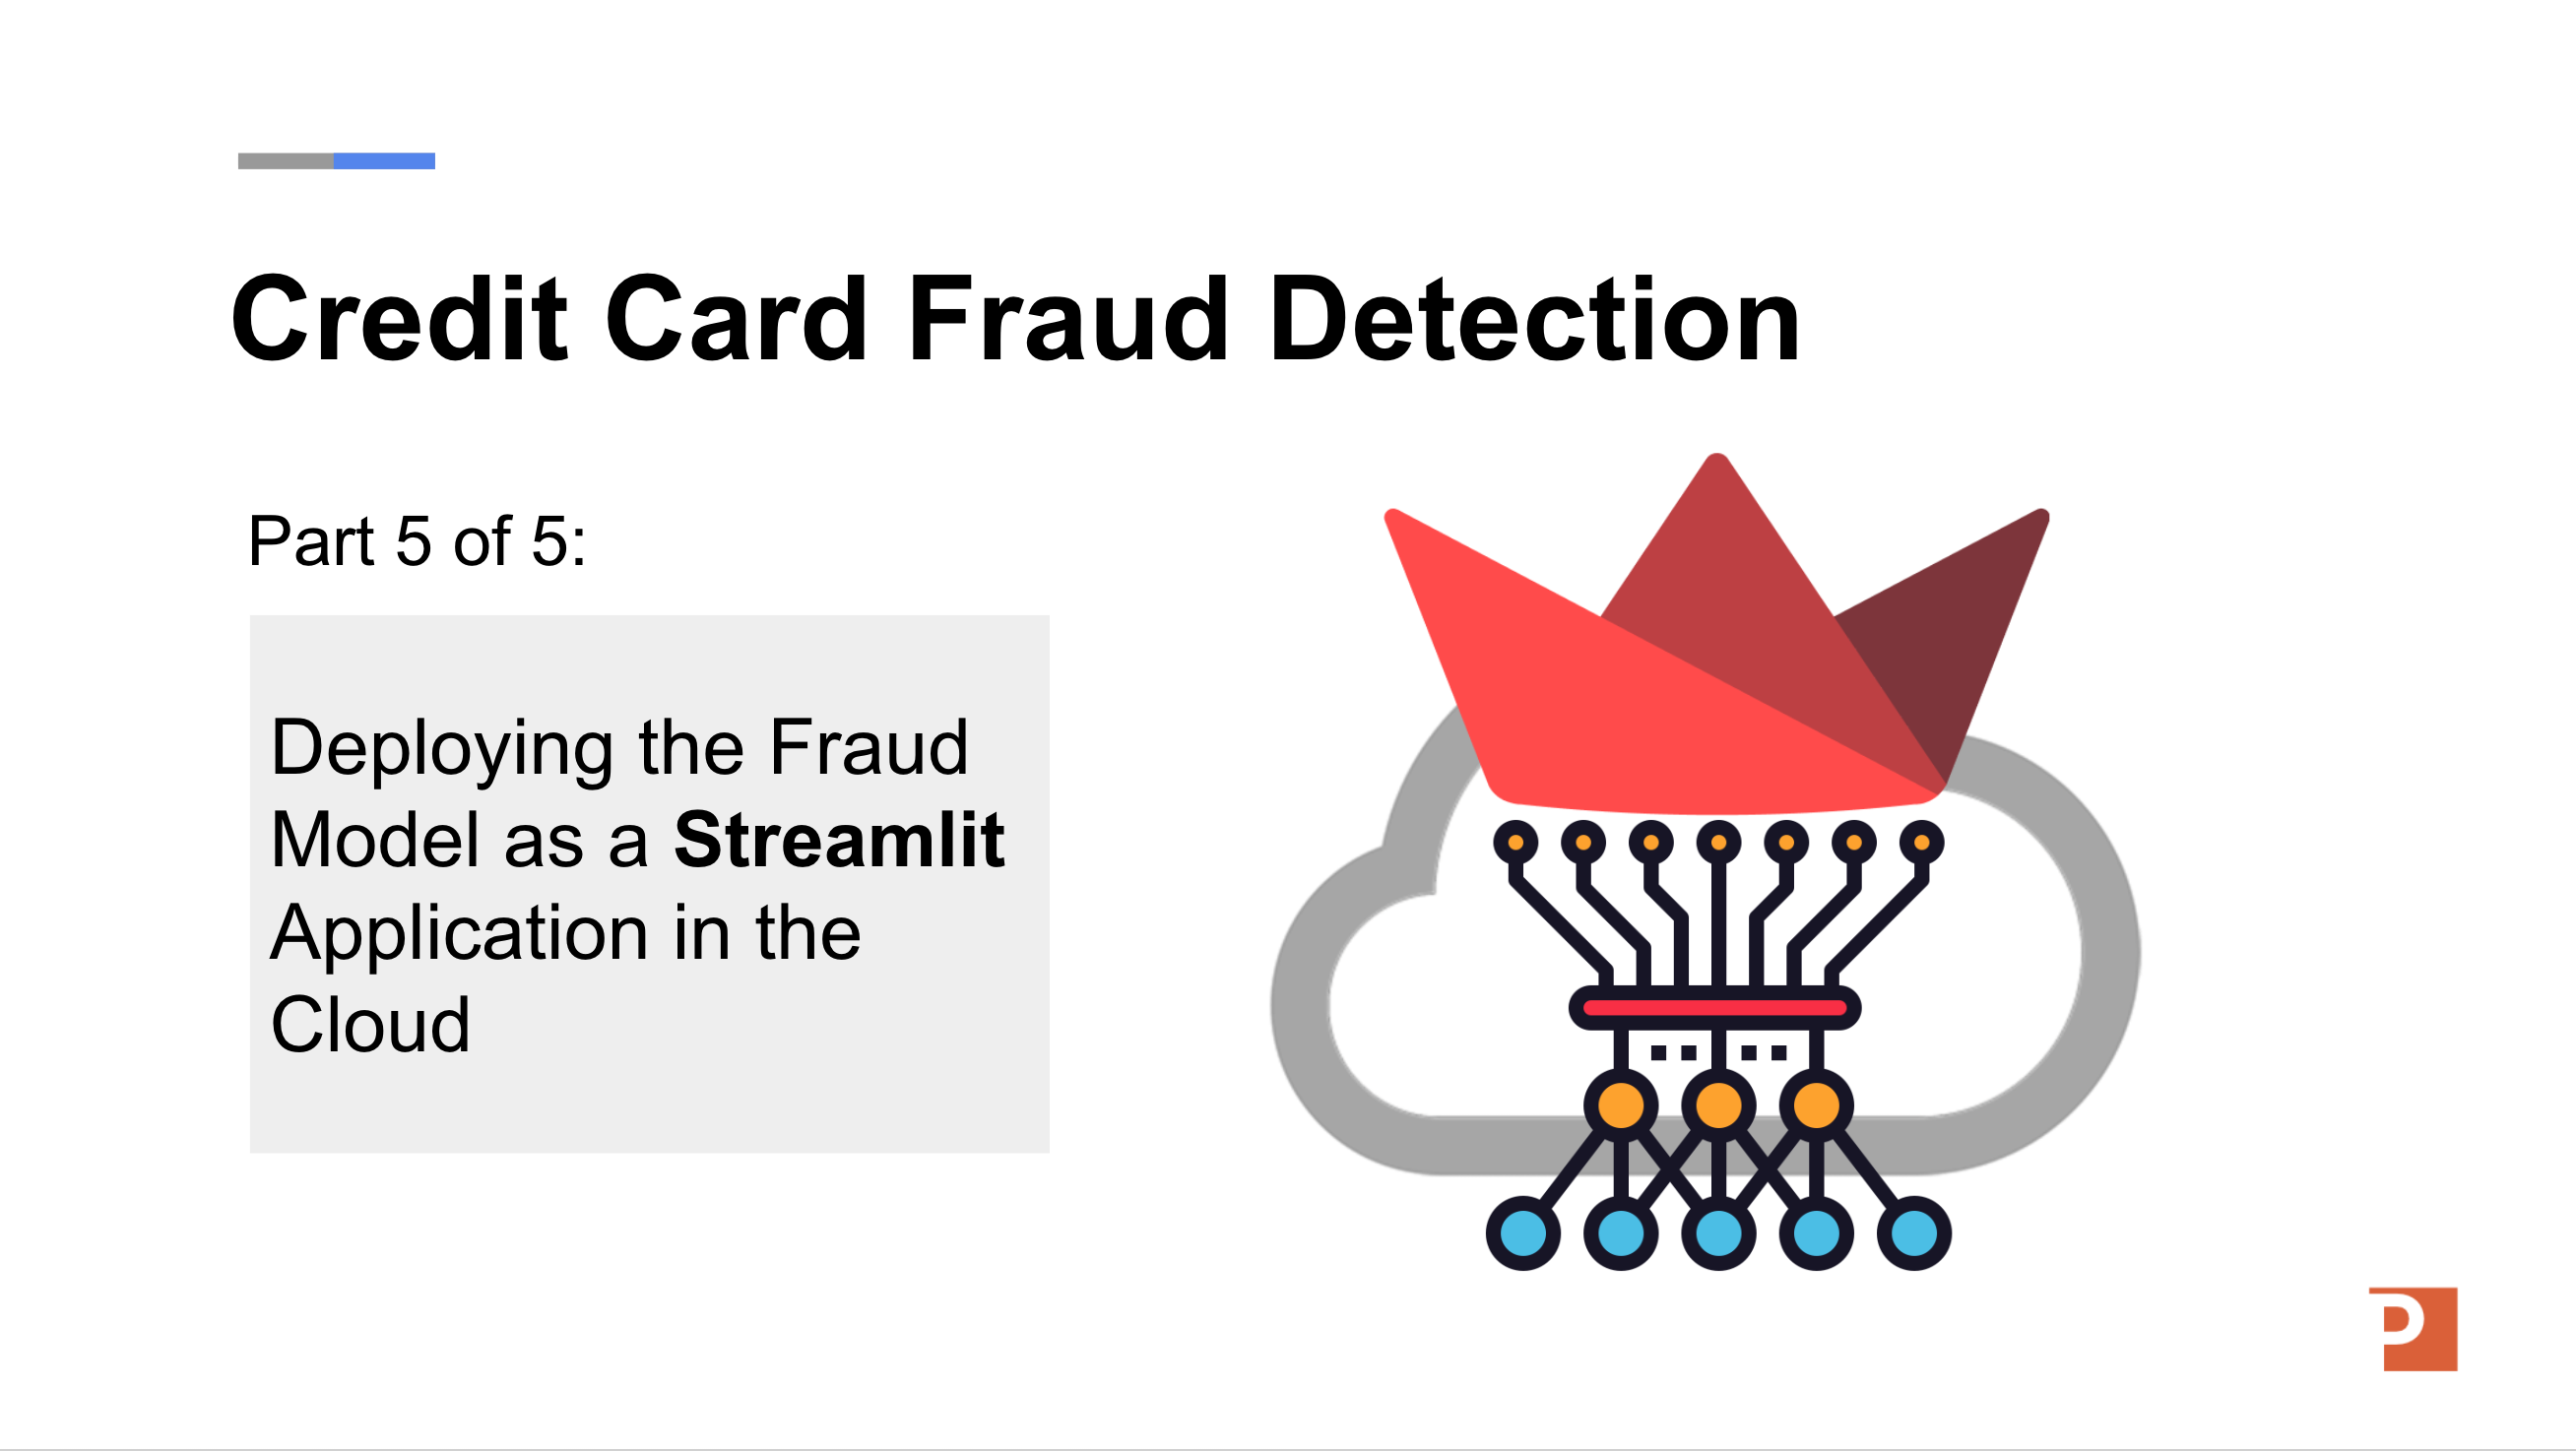 Credit Card Fraud Detection
Part 5 of 5:
Deploying the Fraud
Model as a Streamlit
Application in the
Cloud
P